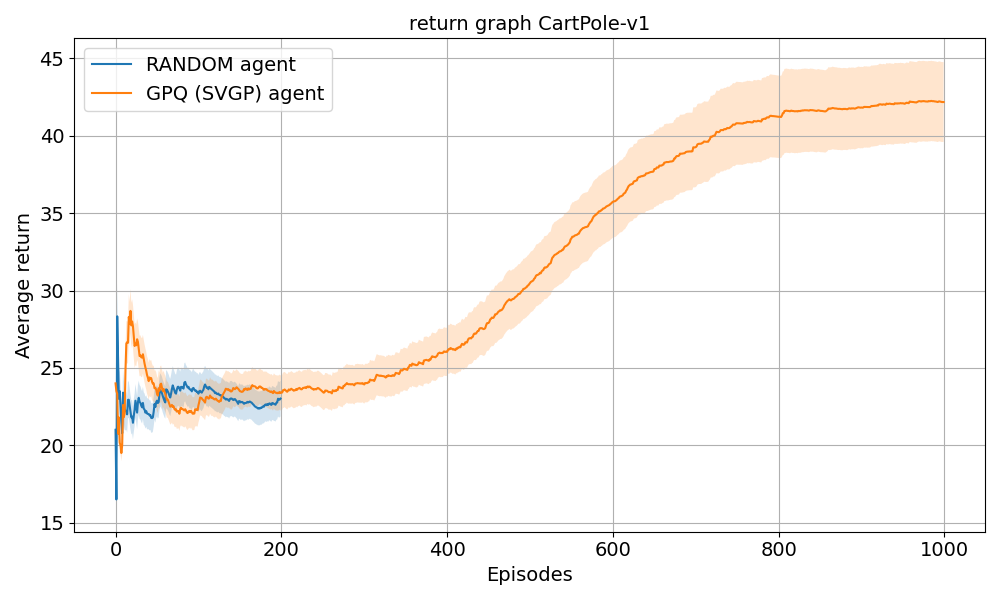 return graph CartPole-v1
RANDOM agent
GPQ (SVGP) agent
Average return
45
40
35
30
25
20
15
0 200 400 600 800 1000
Episodes